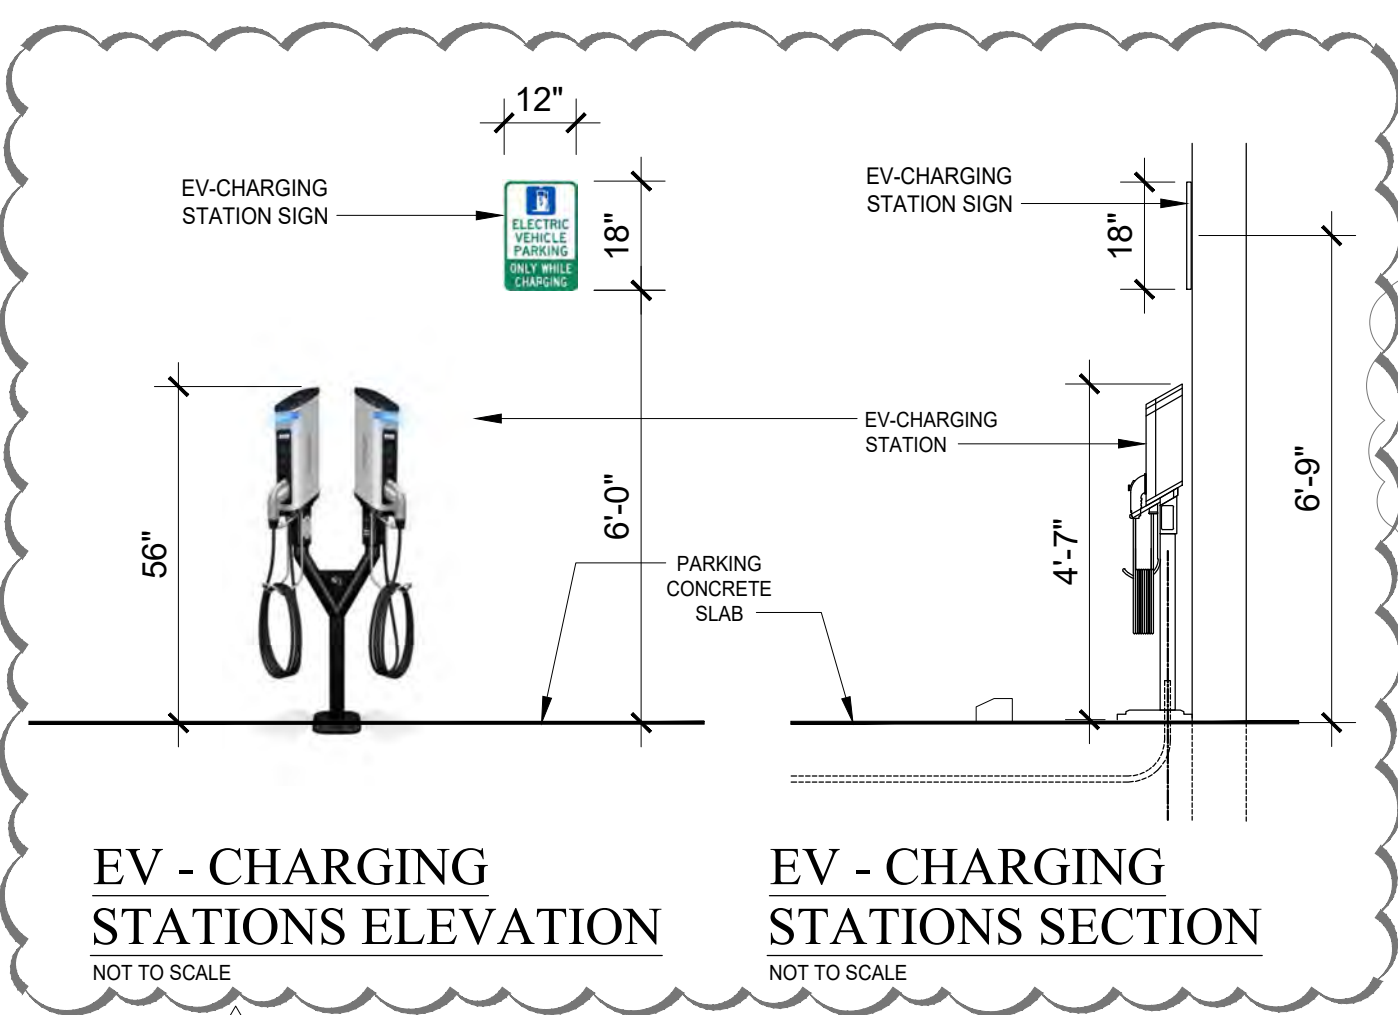 12"
EV-CHARGING
STATION SIGN
ELECTRIC
VEHICLE
PARKING
ONLY WHILE
CHARGING
18"
EV-CHARGING
STATION SIGN
18"
EV-CHARGING
STATION
56"
6'-0"
4'-7"
6'-9"
PARKING
CONCRETE
SLAB
EV - CHARGING
STATIONS ELEVATION
NOT TO SCALE
EV - CHARGING
STATIONS SECTION
NOT TO SCALE